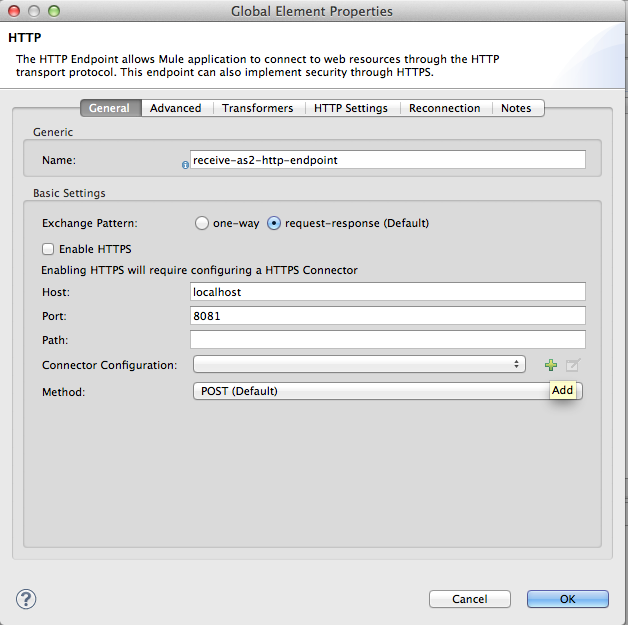 Global Element Properties
HTTP
The HTTP Endpoint allows Mule application to connect to web resources through the HTTP
transport protocol. This endpoint can also implement security through HTTPS.
General Advanced Transformers HTTP Settings Reconnection Notes
Generic
Name: receive-as2-http-endpoint
Basic Settings
Exchange Pattern: one-way request-response (Default)
Enable HTTPS
Enabling HTTPS will require configuring a HTTPS Connector
Host: localhost
Port: 8081
Path:
Connector Configuration:
Method: POST (Default) Add
? Cancel OK